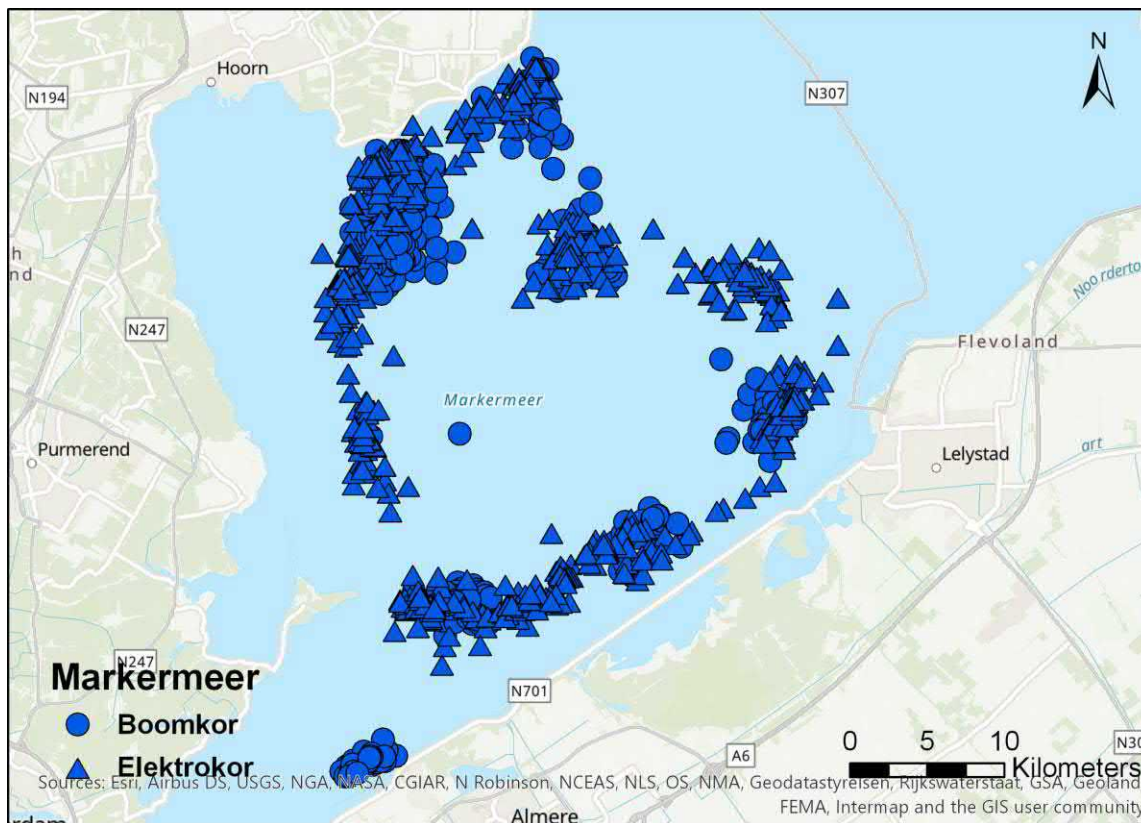 N
Hoorn
N194
N307
N247
Noo rderto
Flevoland
Markermeer
Purmerend
Lelystad
art
N247
Markermeer
Boomkor
Elektrokor
N701
A6
0 5 10
Kilometers
N30
Sources: Esri, Airbus DS, USGS, NGA, NASA, CGIAR, N Robinson, NCEAS, NLS, OS, NMA, Geodatastyrelsen, Rijkswaterstaat, GSA, Geoland
FEMA, Intermap and the GIS user community
Almere